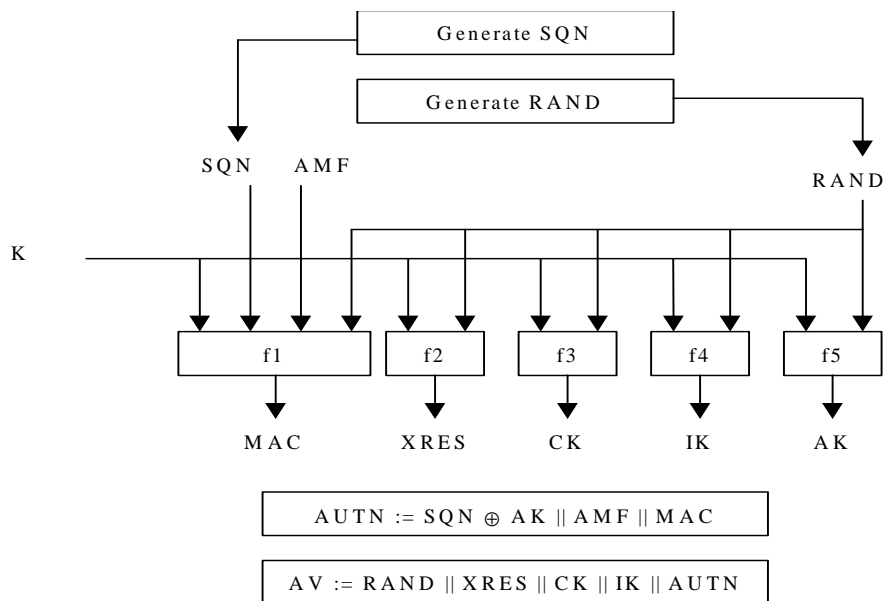 Generate SQN
Generate RAND
SQN AMF
RAND
K
f1 f2 f3 f4 f5
MAC XRES CK IK AK
AUTN := SQN ⊕ AK || AMF || MAC
AV := RAND || XRES || CK || IK || AUTN